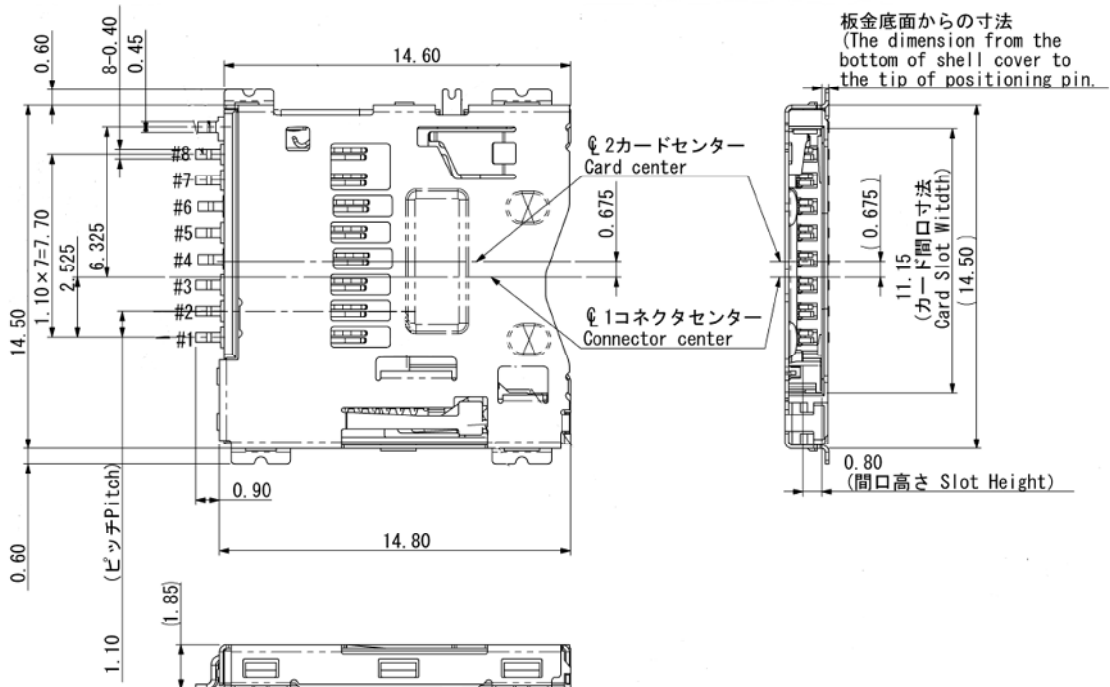 板金底面からの寸法
(The dimension from the
bottom of shell cover to
the tip of positioning pin.
0.60
8-0.40
0.45
14.60
#8
#7
#6
#5
#4
#3
#2
#1
14.50
1.10×7=7.70
2.525
6.325
℄2カードセンター
Card center
0.675
℄1コネクタセンター
Connector center
(0.675)
11.15
(カード間口寸法
Card Slot Witdth)
(14.50)
0.80
(間口高さ Slot Height)
0.90
14.80
0.60
(ピッチPitch)
1.10
(1.85)